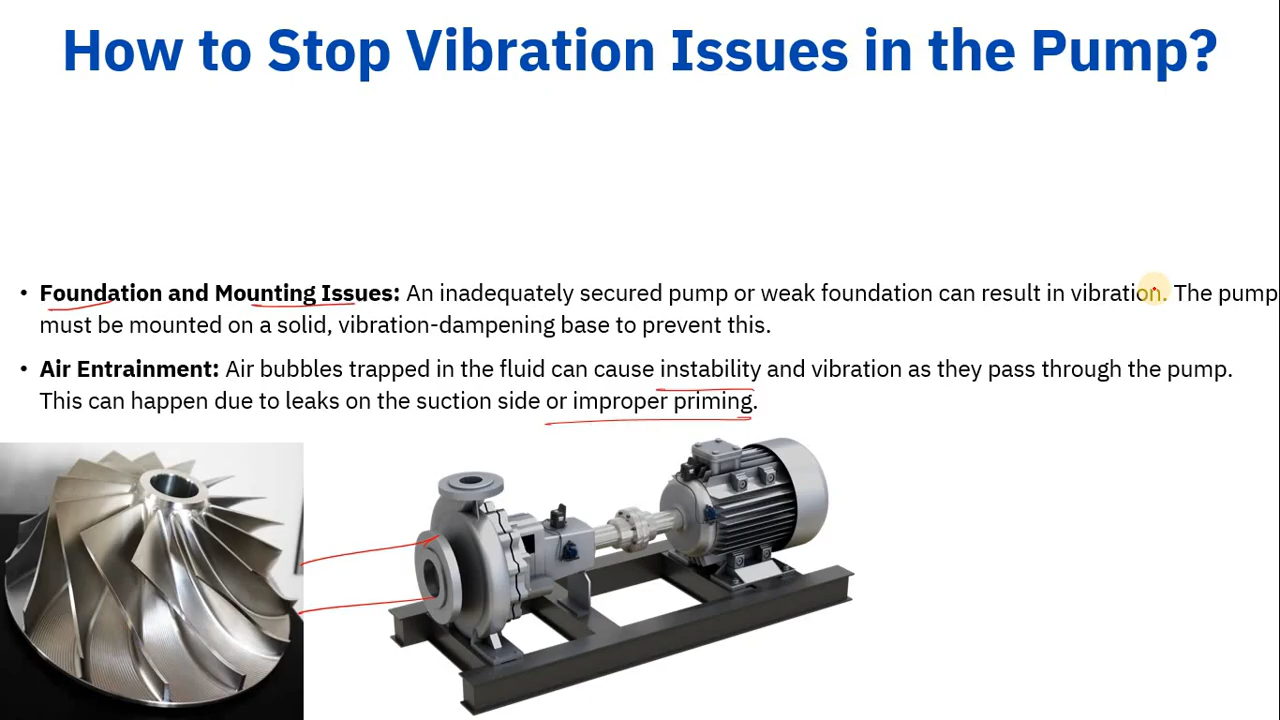 How to Stop Vibration Issues in the Pump?
• Foundation and Mounting Issues: An inadequately secured pump or weak foundation can result in vibration. The pump
must be mounted on a solid, vibration-dampening base to prevent this.
• Air Entrainment: Air bubbles trapped in the fluid can cause instability and vibration as they pass through the pump.
This can happen due to leaks on the suction side or improper priming.